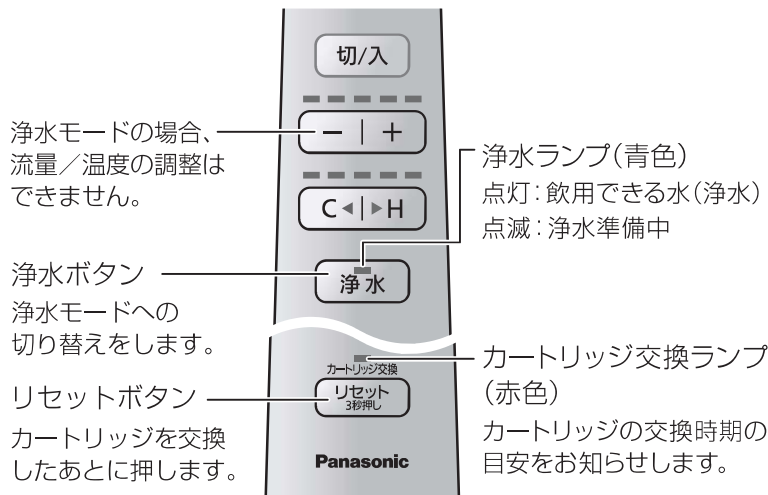 切/入
浄水モードの場合、
流量／温度の調整は
できません。
− | +
C ◀ | ▶ H
浄水ランプ（青色）
点灯：飲用できる水（浄水）
点滅：浄水準備中
浄水ボタン
浄水モードへの
切り替えをします。
浄水
カートリッジ交換
リセット
3秒押し
カートリッジ交換ランプ
（赤色）
カートリッジの交換時期の
目安をお知らせします。
リセットボタン
カートリッジを交換
したあとに押します。
Panasonic